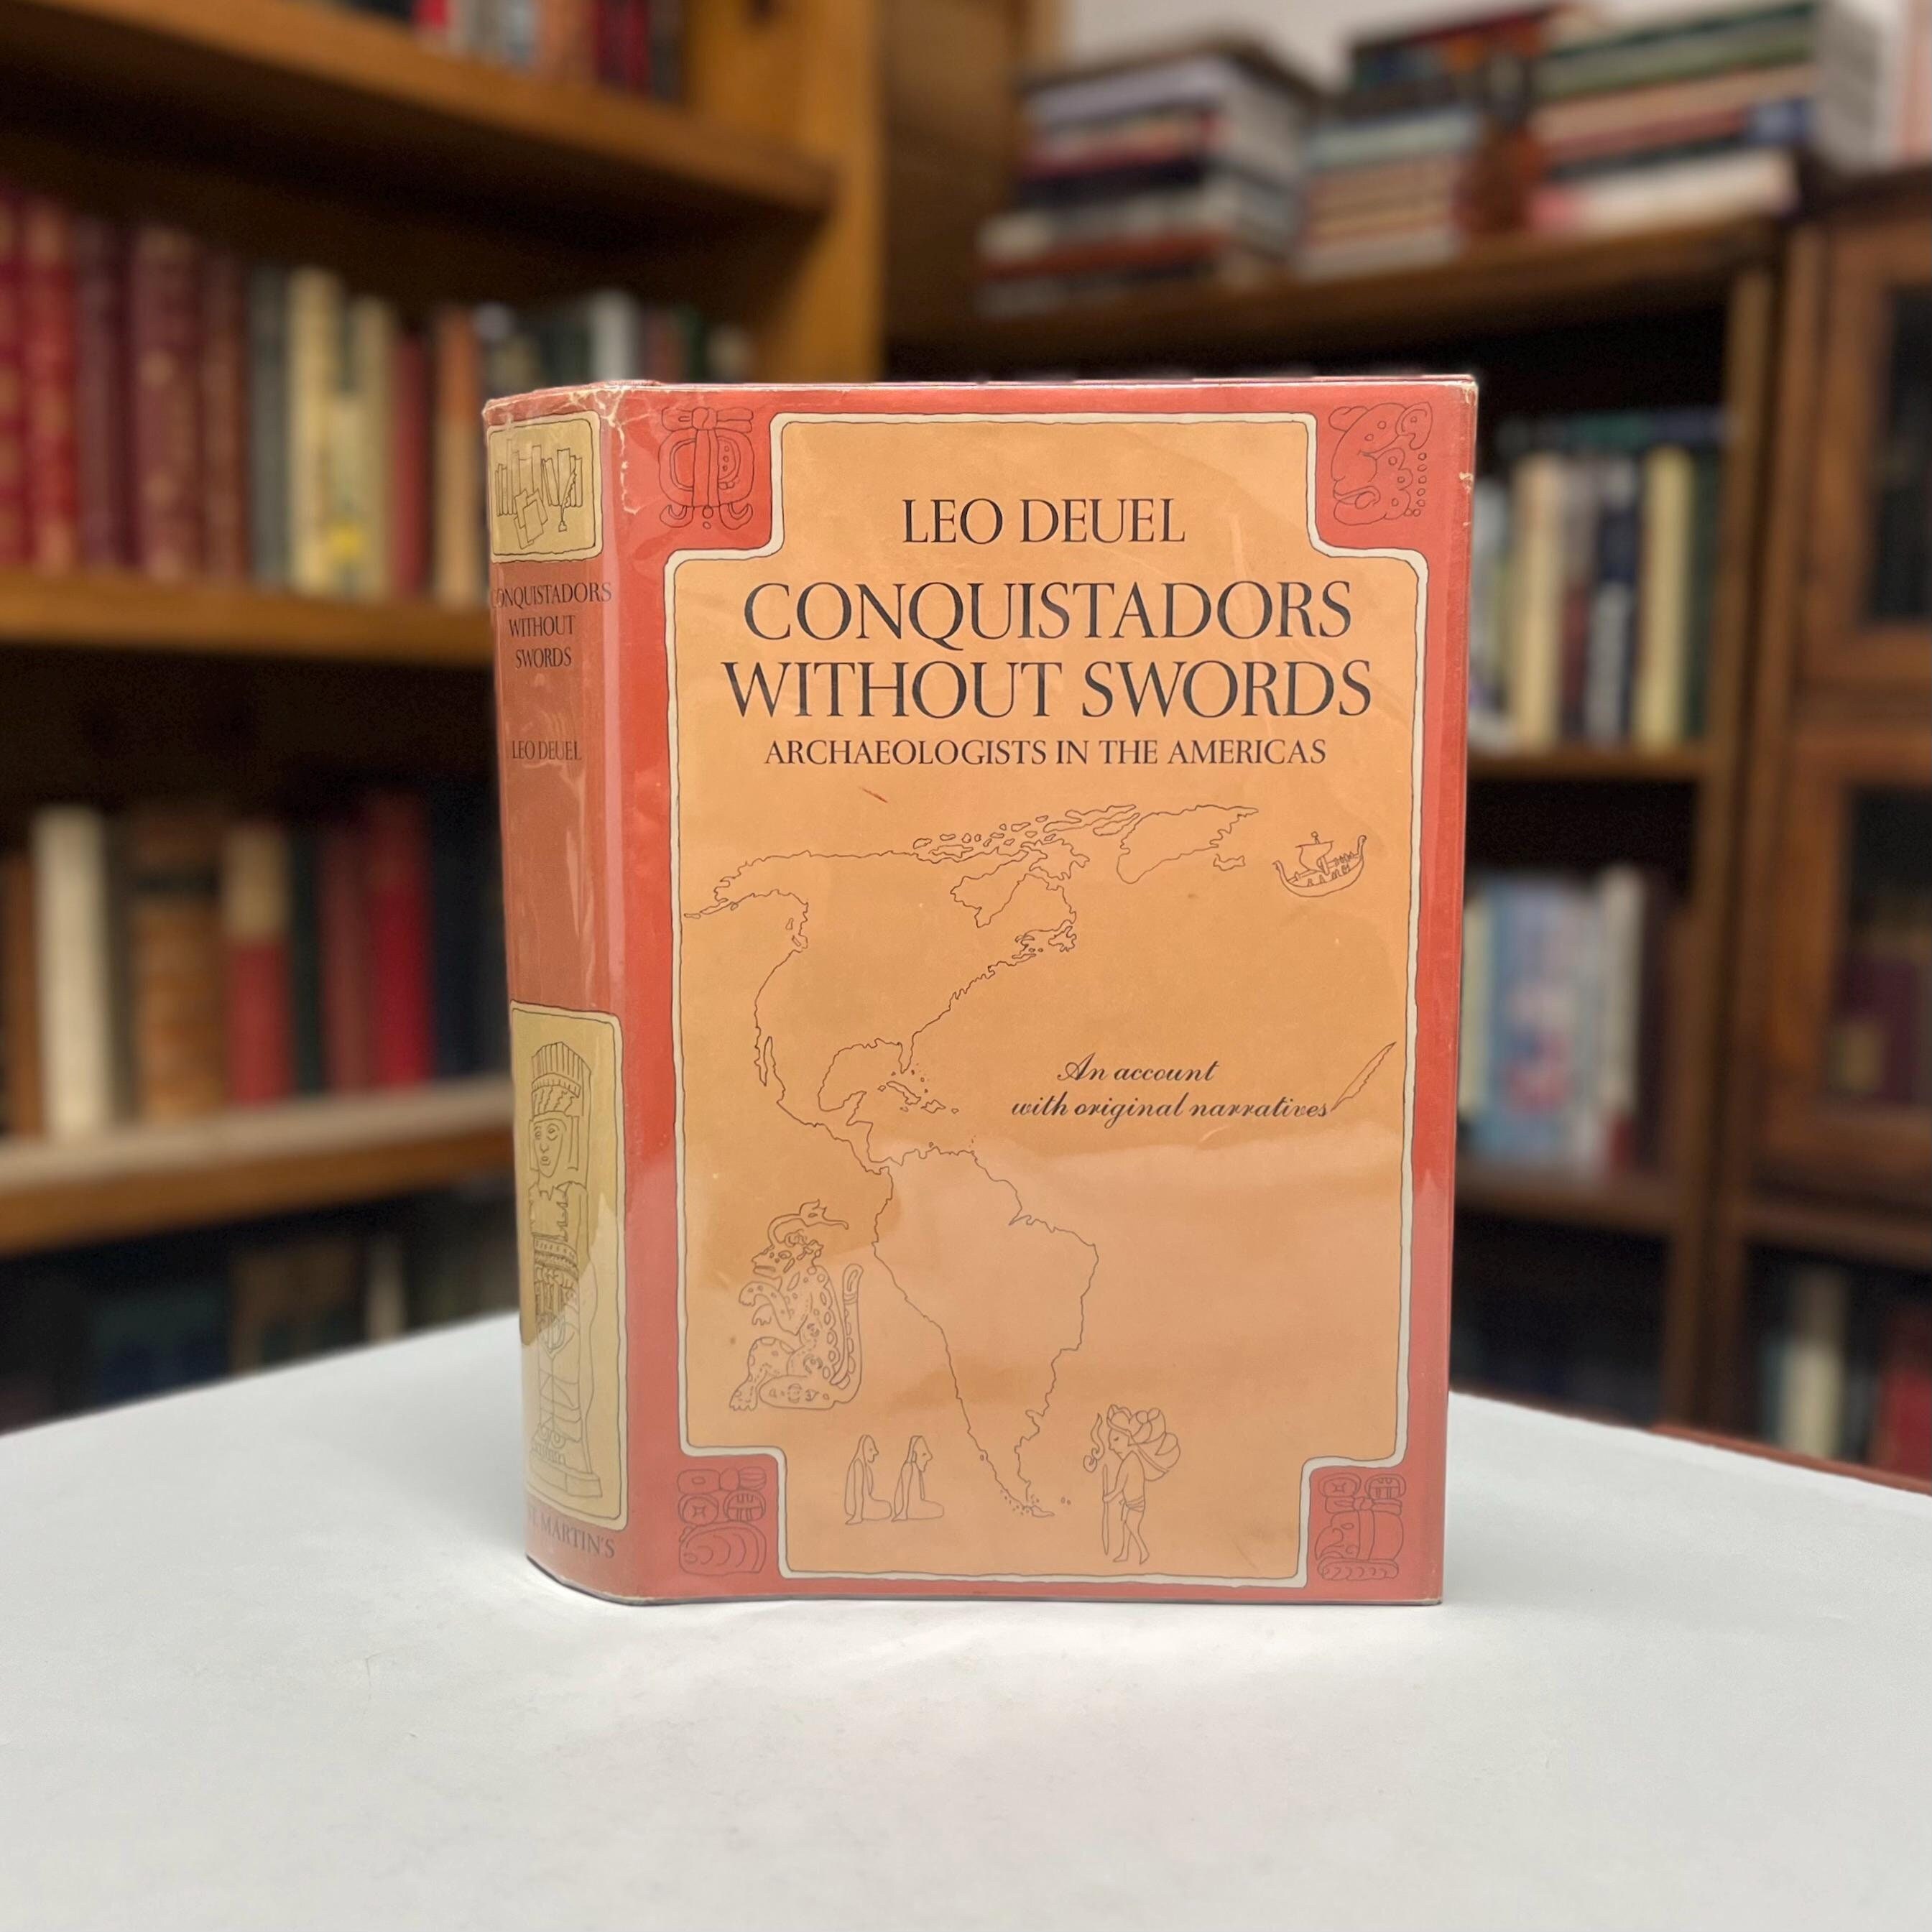 LEO DEUEL
CONQUISTADORS
WITHOUT SWORDS
ARCHAEOLOGISTS IN THE AMERICAS
An account
with original narratives
CONQUISTADORS
WITHOUT
SWORDS
LEO DEUEL
ST. MARTIN'S